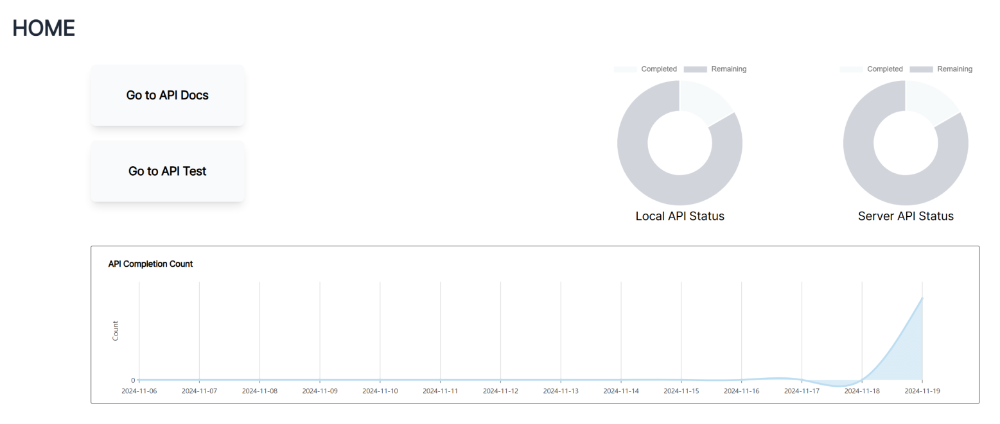 HOME
Go to API Docs
Go to API Test
Completed Remaining
Local API Status
Completed Remaining
Server API Status
API Completion Count
Count
0
2024-11-06 2024-11-07 2024-11-08 2024-11-09 2024-11-10 2024-11-11 2024-11-12 2024-11-13 2024-11-14 2024-11-15 2024-11-16 2024-11-17 2024-11-18 2024-11-19